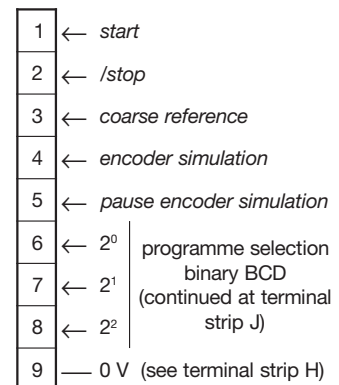 1 ← start
2 ← /stop
3 ← coarse reference
4 ← encoder simulation
5 ← pause encoder simulation
6 ← 2⁰
7 ← 2¹
8 ← 2²
programme selection
binary BCD
(continued at terminal
strip J)
9 — 0 V (see terminal strip H)